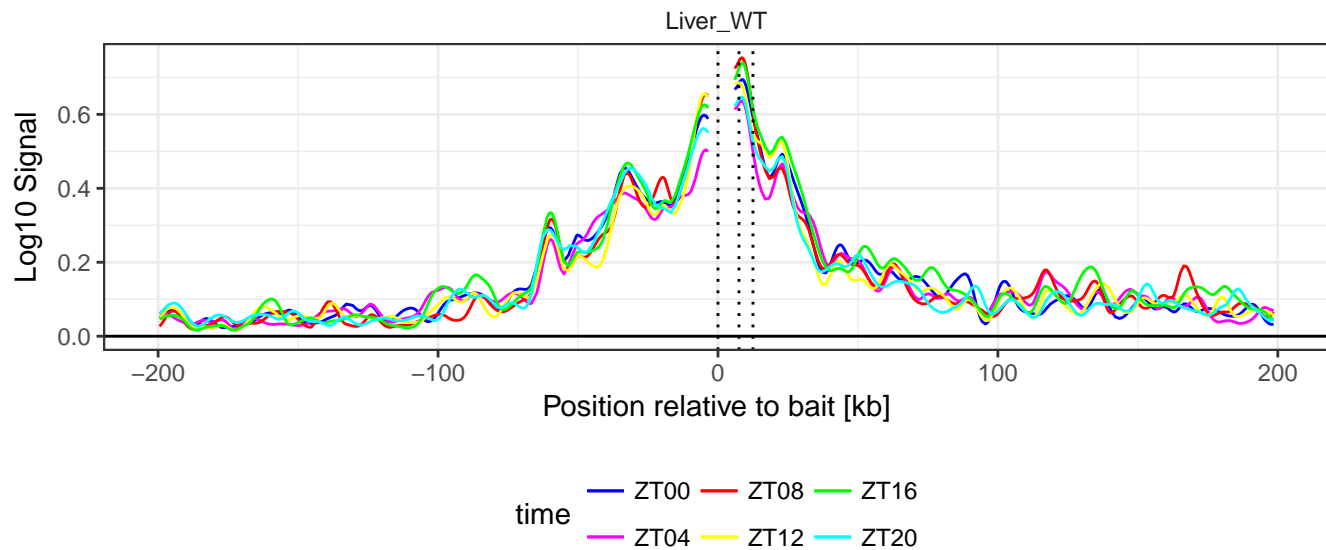 Liver_WT
Log10 Signal
0.6
0.4
0.2
0.0
−200 −100 0 100 200
Position relative to bait [kb]
time
ZT00 ZT08 ZT16
ZT04 ZT12 ZT20